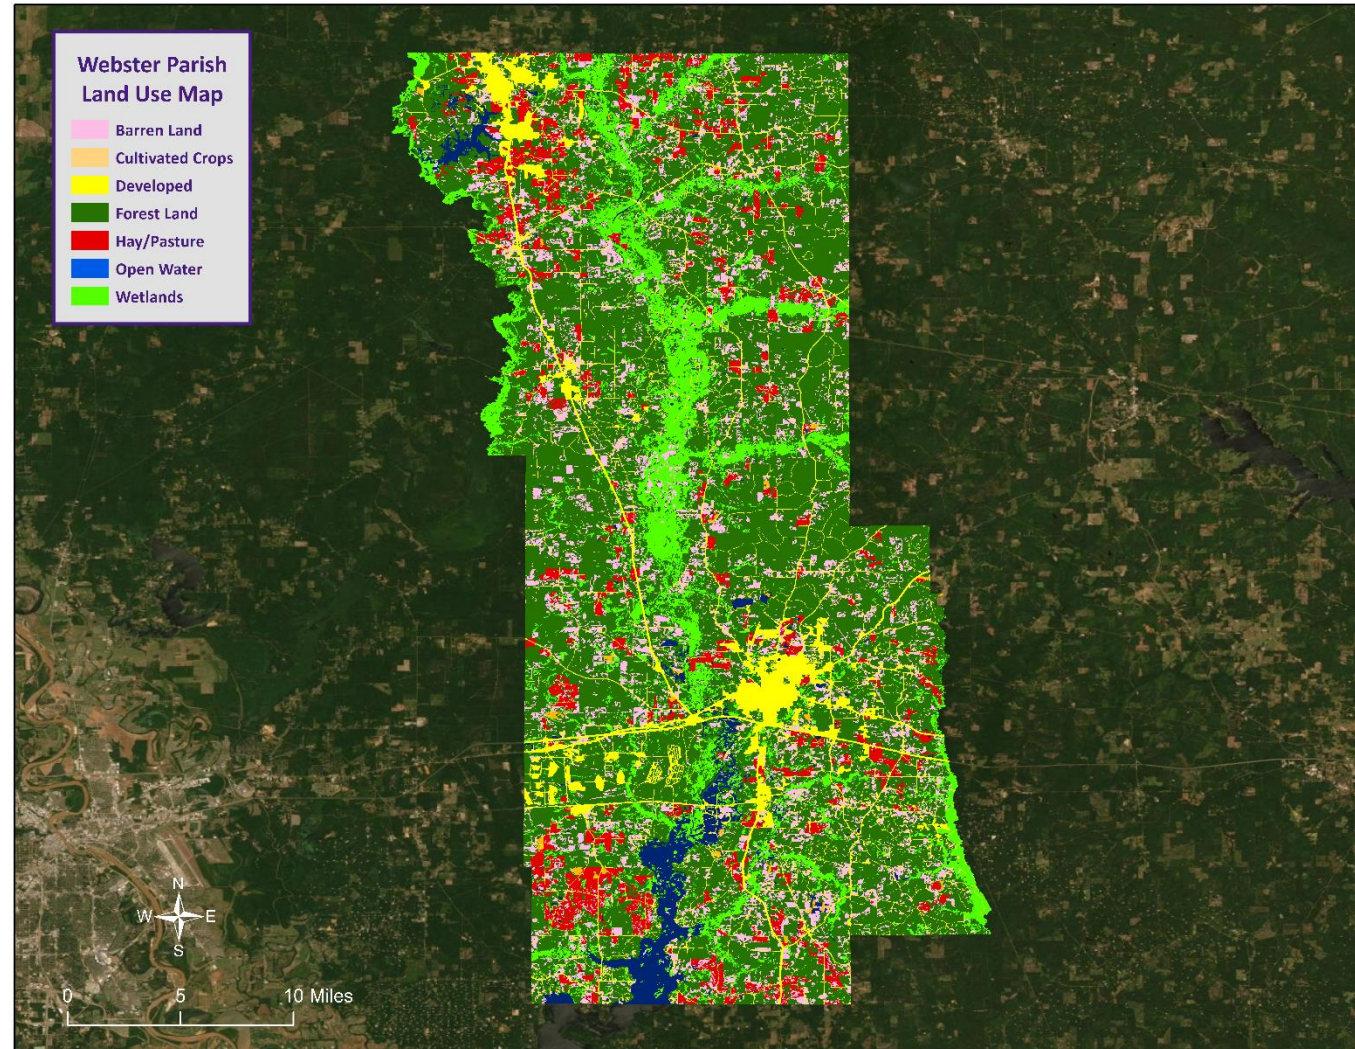 Webster Parish
Land Use Map
Barren Land
Cultivated Crops
Developed
Forest Land
Hay/Pasture
Open Water
Wetlands
N
W E
S
0 5 10 Miles